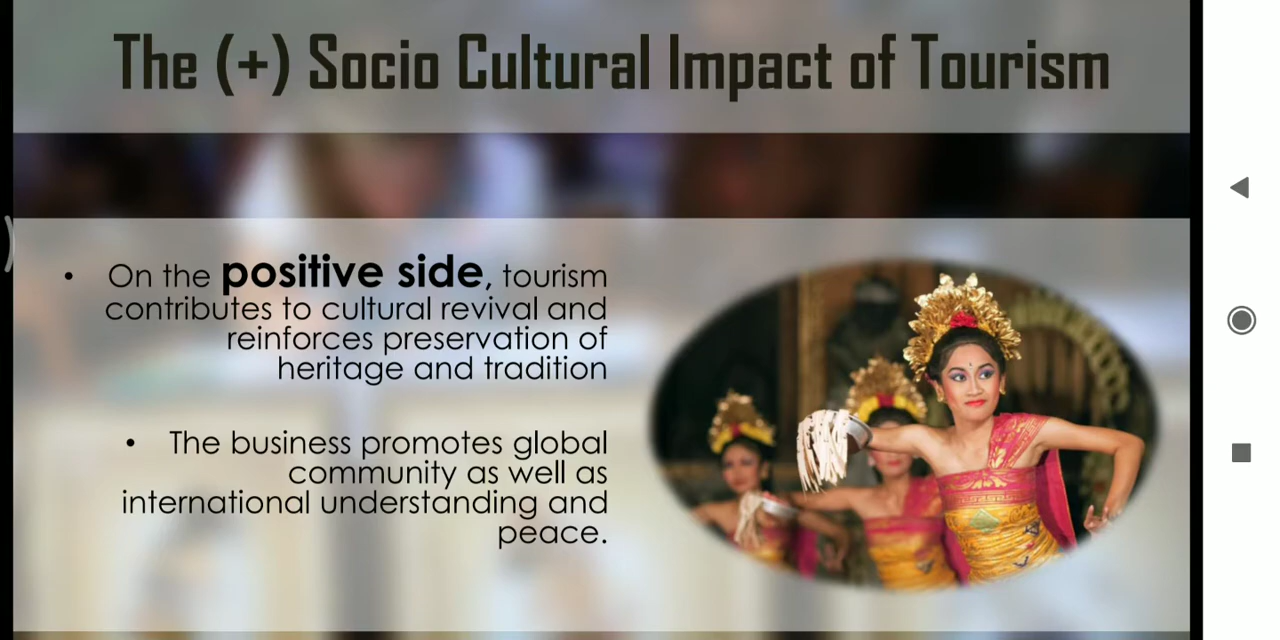 The (+) Socio Cultural Impact of Tourism
• On the positive side, tourism
contributes to cultural revival and
reinforces preservation of
heritage and tradition
• The business promotes global
community as well as
international understanding and
peace.